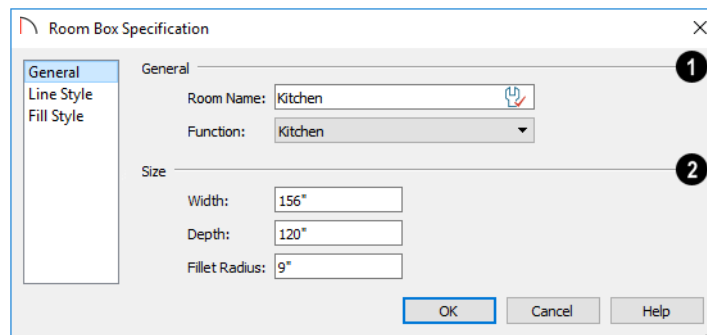 Room Box Specification
General
Line Style
Fill Style
General
1
Room Name: Kitchen
Function: Kitchen
Size
2
Width: 156"
Depth: 120"
Fillet Radius: 9"
OK Cancel Help